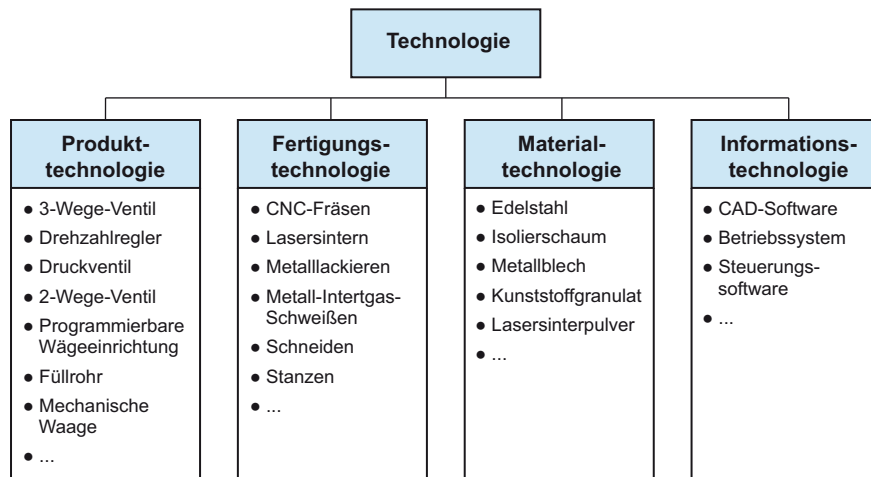 Technologie
Produkt-
technologie
● 3-Wege-Ventil
● Drehzahlregler
● Druckventil
● 2-Wege-Ventil
● Programmierbare
Wägeeinrichtung
● Füllrohr
● Mechanische
Waage
● ...
Fertigungs-
technologie
● CNC-Fräsen
● Lasersintern
● Metalllackieren
● Metall-Intertgas-
Schweißen
● Schneiden
● Stanzen
● ...
Material-
technologie
● Edelstahl
● Isolierschaum
● Metallblech
● Kunststoffgranulat
● Lasersinterpulver
● ...
Informations-
technologie
● CAD-Software
● Betriebssystem
● Steuerungs-
software
● ...